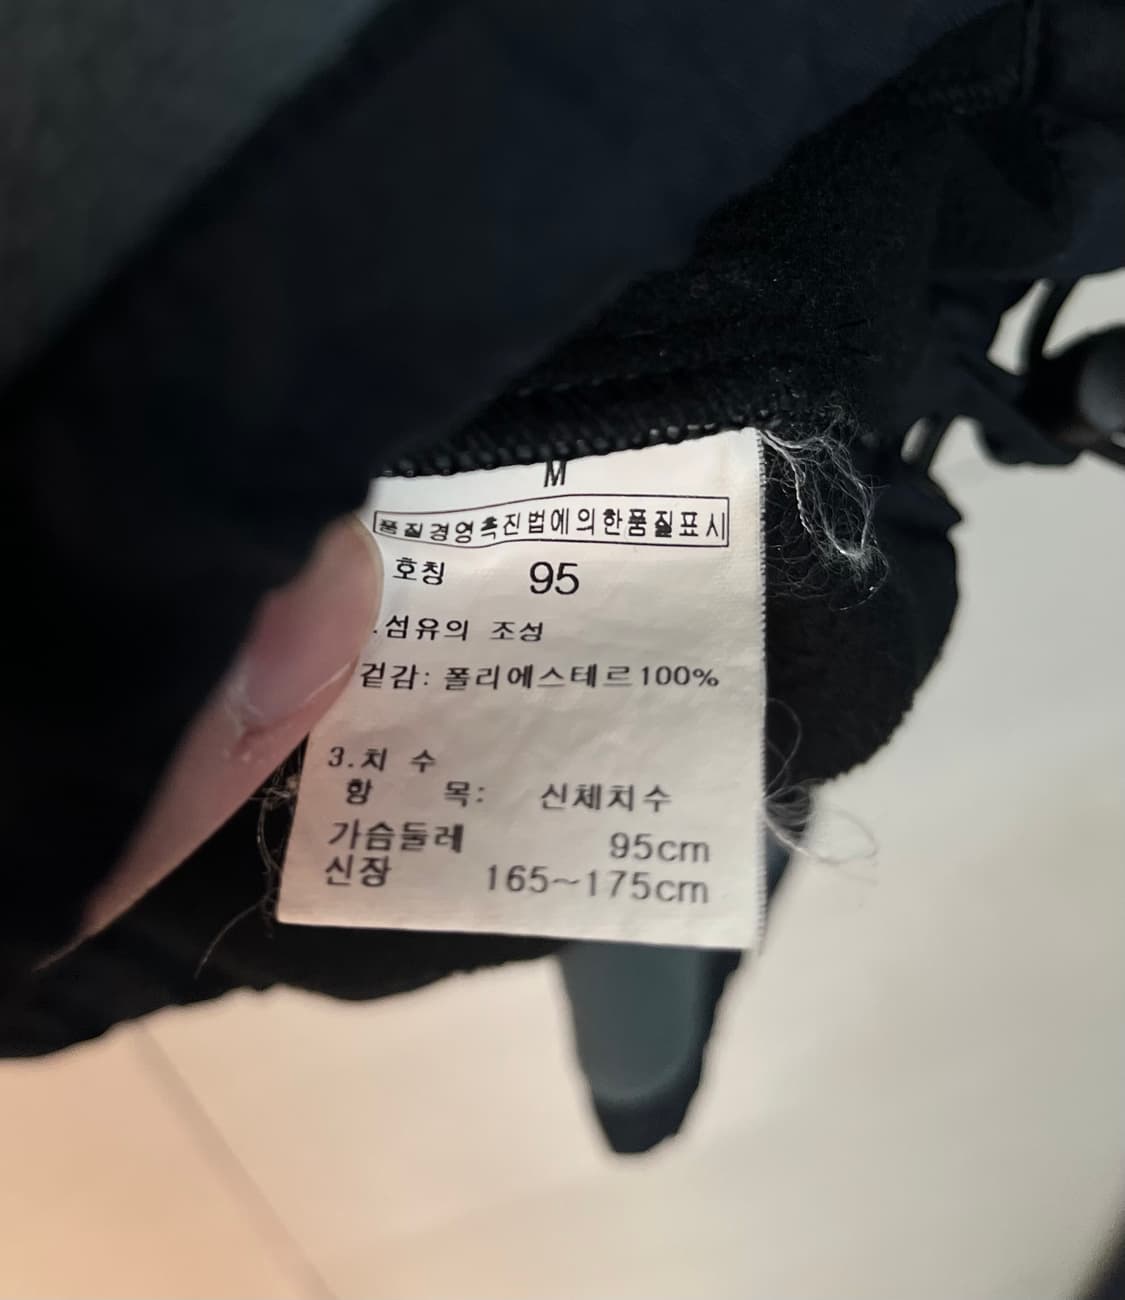 M
품질경영촉진법에의한품질표시
호칭 95
.섬유의 조성
겉감: 폴리에스테르100%
3.치 수
항 목: 신체치수
가슴둘레 95cm
신장 165~175cm